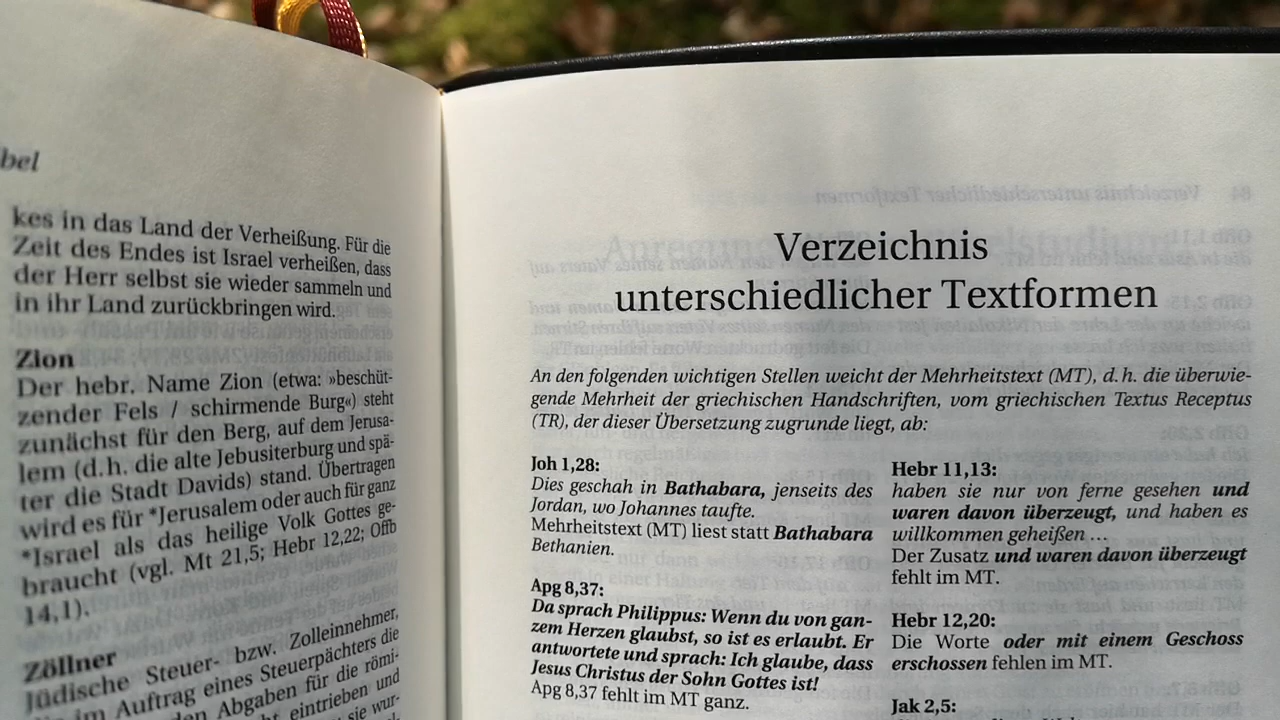 bel
kes in das Land der Verheißung. Für die
Zeit des Endes ist Israel verheißen, dass
der Herr selbst sie wieder sammeln und
in ihr Land zurückbringen wird.
Zion
Der hebr. Name Zion (etwa: »beschüt-
zender Fels / schirmende Burg«) steht
zunächst für den Berg, auf dem Jerusa-
lem (d. h. die alte Jebusiterburg und spä-
ter die Stadt Davids) stand. Übertragen
wird es für *Jerusalem oder auch für ganz
*Israel als das heilige Volk Gottes ge-
braucht (vgl. Mt 21,5; Hebr 12,22; Offb
14,1).
Zöllner
Jüdische Steuer- bzw. Zolleinnehmer,
im Auftrag eines Steuerpächters die
Abgaben für die römi-
eintrieben und
sie wur-
Verzeichnis
unterschiedlicher Textformen
An den folgenden wichtigen Stellen weicht der Mehrheitstext (MT), d. h. die überwie-
gende Mehrheit der griechischen Handschriften, vom griechischen Textus Receptus
(TR), der dieser Übersetzung zugrunde liegt, ab:
Joh 1,28:
Dies geschah in Bathabara, jenseits des
Jordan, wo Johannes taufte.
Mehrheitstext (MT) liest statt Bathabara
Bethanien.
Apg 8,37:
Da sprach Philippus: Wenn du von gan-
zem Herzen glaubst, so ist es erlaubt. Er
antwortete und sprach: Ich glaube, dass
Jesus Christus der Sohn Gottes ist!
Apg 8,37 fehlt im MT ganz.
Hebr 11,13:
haben sie nur von ferne gesehen und
waren davon überzeugt, und haben es
willkommen geheißen ...
Der Zusatz und waren davon überzeugt
fehlt im MT.
Hebr 12,20:
Die Worte oder mit einem Geschoss
erschossen fehlen im MT.
Jak 2,5: